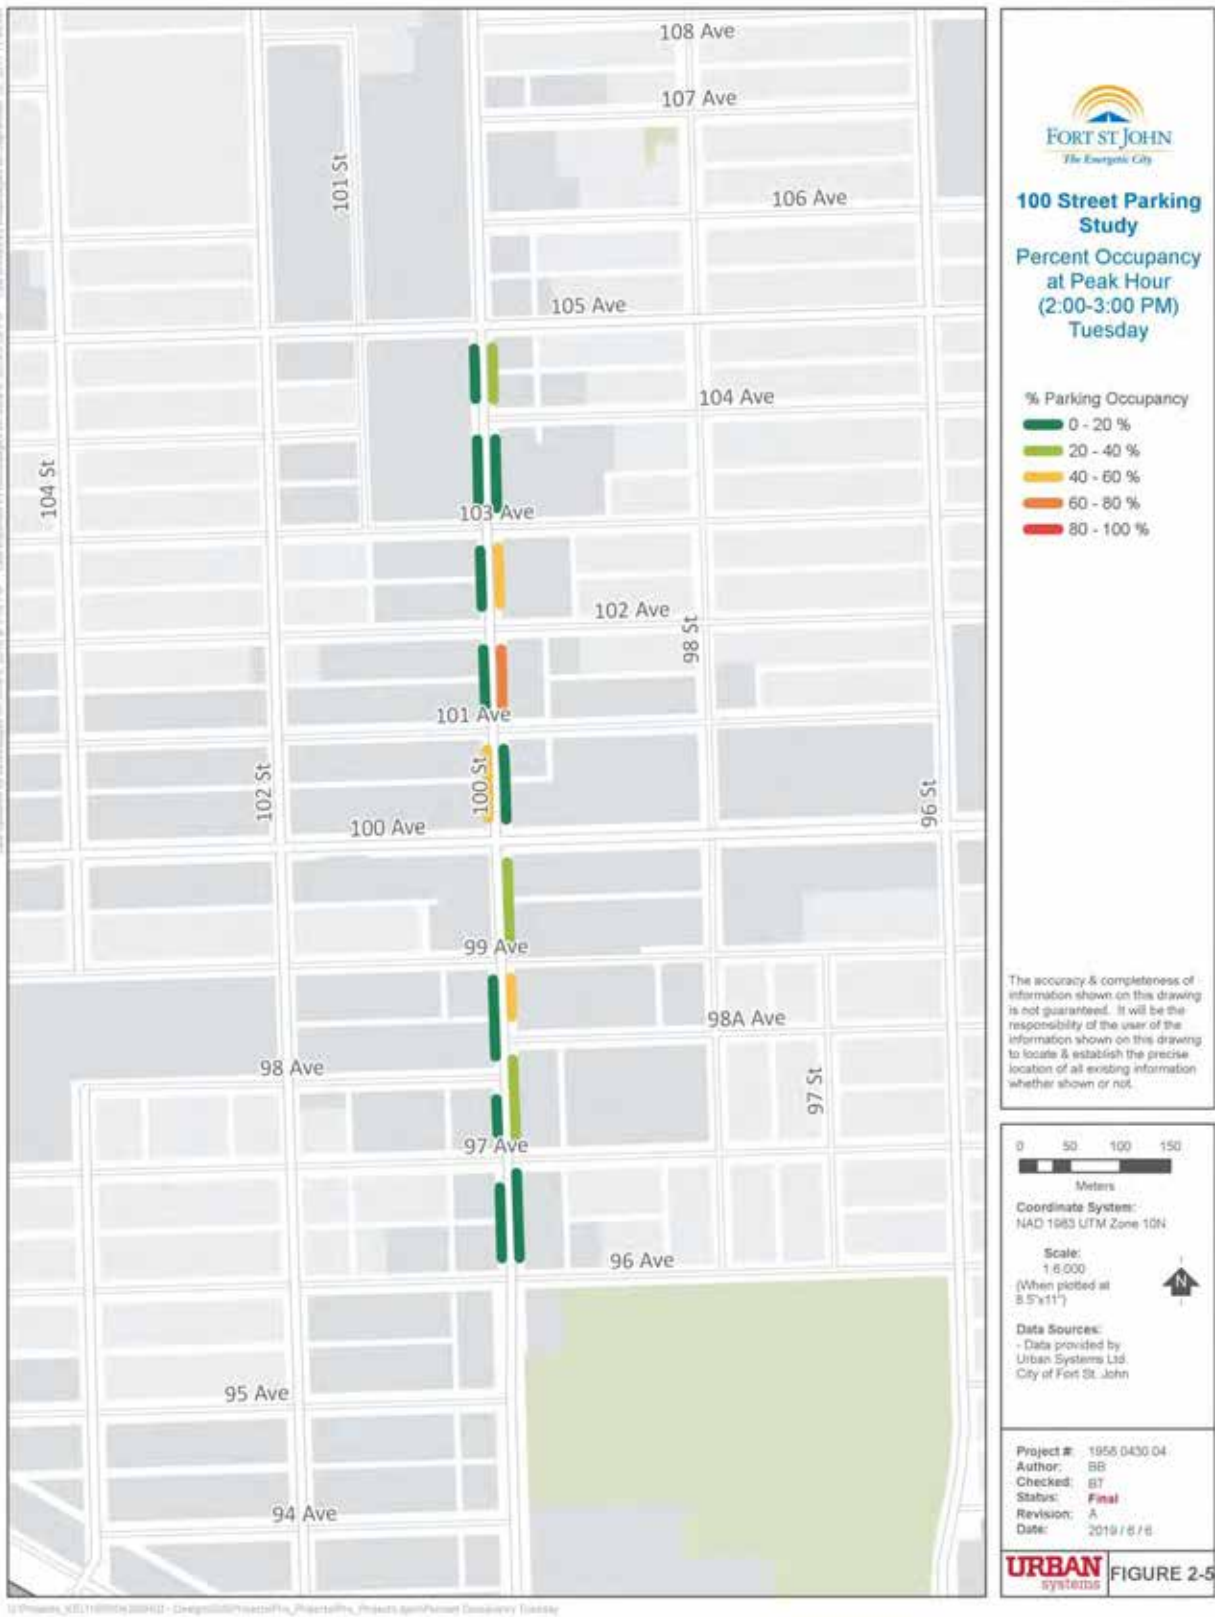 108 Ave
107 Ave
101 St
106 Ave
105 Ave
104 Ave
104 St
103 Ave
102 Ave
98 St
101 Ave
102 St
100 St
96 St
100 Ave
99 Ave
98A Ave
98 Ave
97 St
97 Ave
96 Ave
95 Ave
94 Ave
FORT ST JOHN
The Energetic City
100 Street Parking
Study
Percent Occupancy
at Peak Hour
(2:00-3:00 PM)
Tuesday
% Parking Occupancy
0 - 20 %
20 - 40 %
40 - 60 %
60 - 80 %
80 - 100 %
The accuracy & completeness of
information shown on this drawing
is not guaranteed. It will be the
responsibility of the user of the
information shown on this drawing
to locate & establish the precise
location of all existing information
whether shown or not.
0 50 100 150
Meters
Coordinate System:
NAD 1983 UTM Zone 10N
Scale:
1:6,000
(When plotted at
8.5"x11")
N
Data Sources:
- Data provided by
Urban Systems Ltd.
City of Fort St. John
Project #: 1958.0430.04
Author: BB
Checked: BT
Status: Final
Revision: A
Date: 2019 / 6 / 6
URBAN
systems
FIGURE 2-5